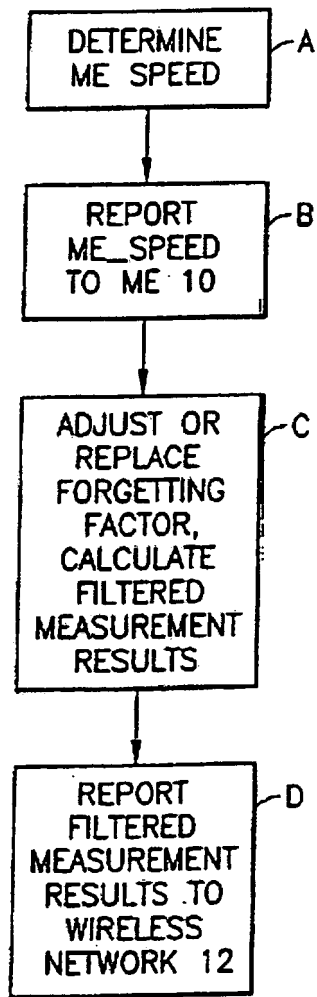 DETERMINE
ME SPEED
A
REPORT
ME_SPEED
TO ME 10
B
ADJUST OR
REPLACE
FORGETTING
FACTOR,
CALCULATE
FILTERED
MEASUREMENT
RESULTS
C
REPORT
FILTERED
MEASUREMENT
RESULTS TO
WIRELESS
NETWORK 12
D